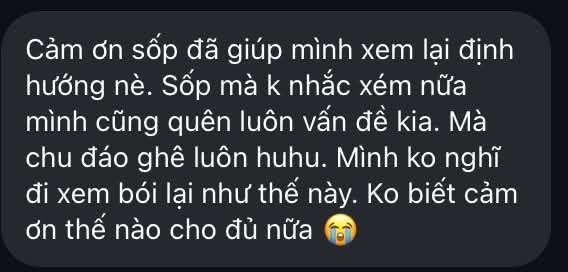 Cảm ơn sốp đã giúp mình xem lại định
hướng nè. Sốp mà k nhắc xém nữa
mình cũng quên luôn vấn đề kia. Mà
chu đáo ghê luôn huhu. Mình ko nghĩ
đi xem bói lại như thế này. Ko biết cảm
ơn thế nào cho đủ nữa 😭